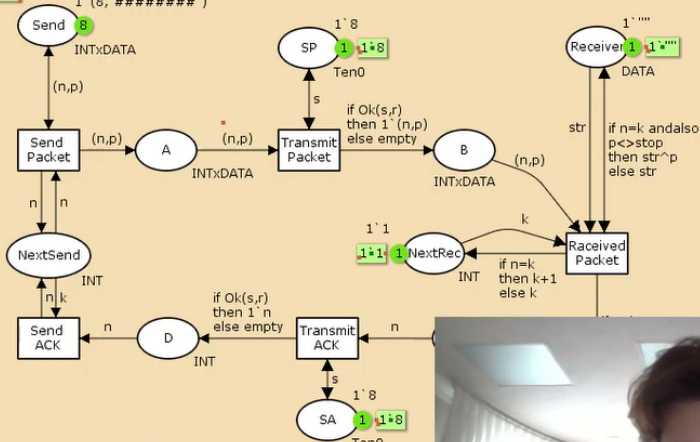 1`(8,"########")
Send
8
INTxDATA
1`8
SP
1
1`8
Ten0
1`""
Receiver
1
1`""
DATA
(n,p)
s
if Ok(s,r)
then 1`(n,p)
else empty
str
if n=k andalso
p<>stop
then str^p
else str
Send
Packet
(n,p)
A
(n,p)
INTxDATA
Transmit
Packet
B
INTxDATA
(n,p)
n
n
NextSend
INT
1`1
1`1
1
NextRec
INT
k
if n=k
then k+1
else k
Raceived
Packet
n
k
if Ok(s,r)
then 1`n
else empty
Send
ACK
n
D
INT
Transmit
ACK
n
s
1`8
SA
1
1`8
Ten0